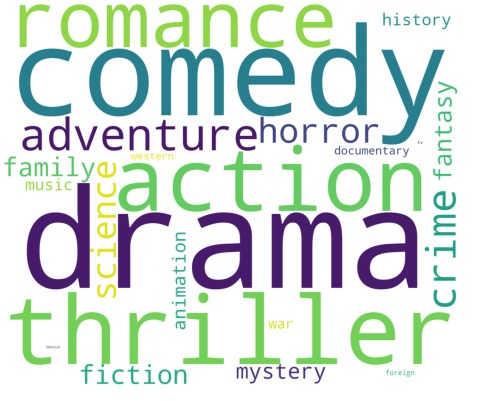 romance
history
comedy
adventure
horror
tv
documentary
western
family
music
science
action
fantasy
crime
drama
animation
thriller
war
movie
fiction
mystery
foreign